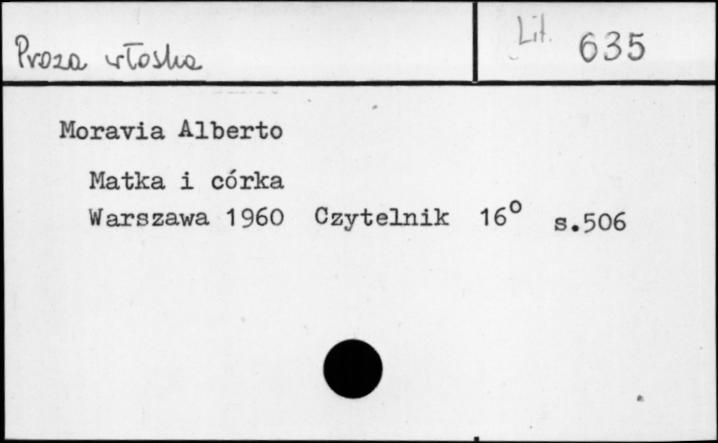 Proza włoska
Lit. 635
Moravia Alberto
Matka i córka
Warszawa 1960 Czytelnik 16° s.506